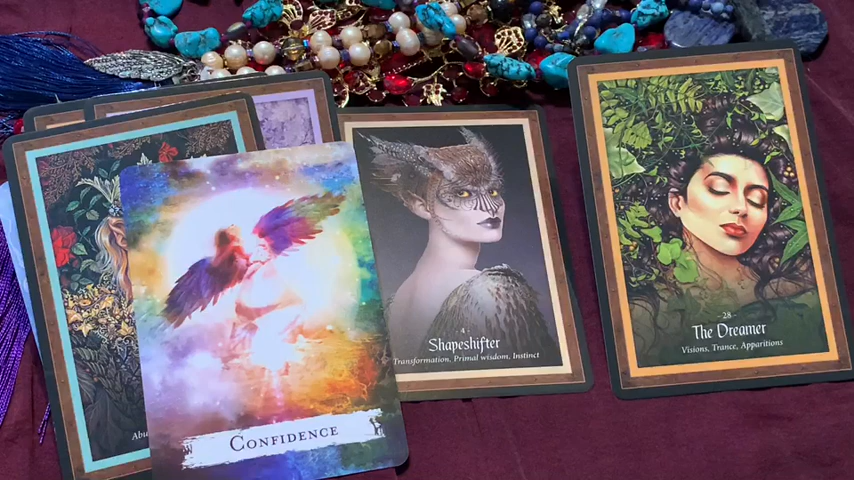 Abu
CONFIDENCE
4
Shapeshifter
Transformation, Primal wisdom, Instinct
28
The Dreamer
Visions, Trance, Apparitions